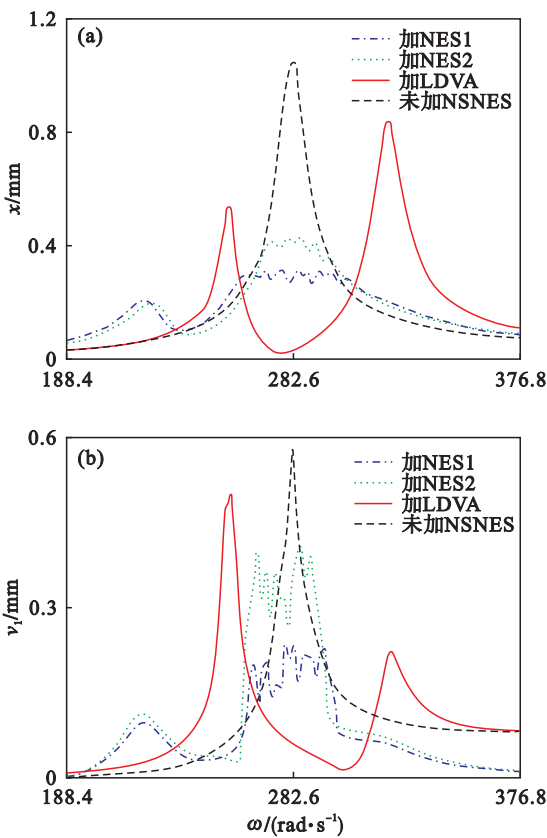 (a)
加NES1
加NES2
加LDVA
未加NSNES
x/mm
1.2
0.8
0.4
0
188.4 282.6 376.8
(b)
加NES1
加NES2
加LDVA
未加NSNES
v₁/mm
0.6
0.3
0
188.4 282.6 376.8
ω/(rad·s⁻¹)